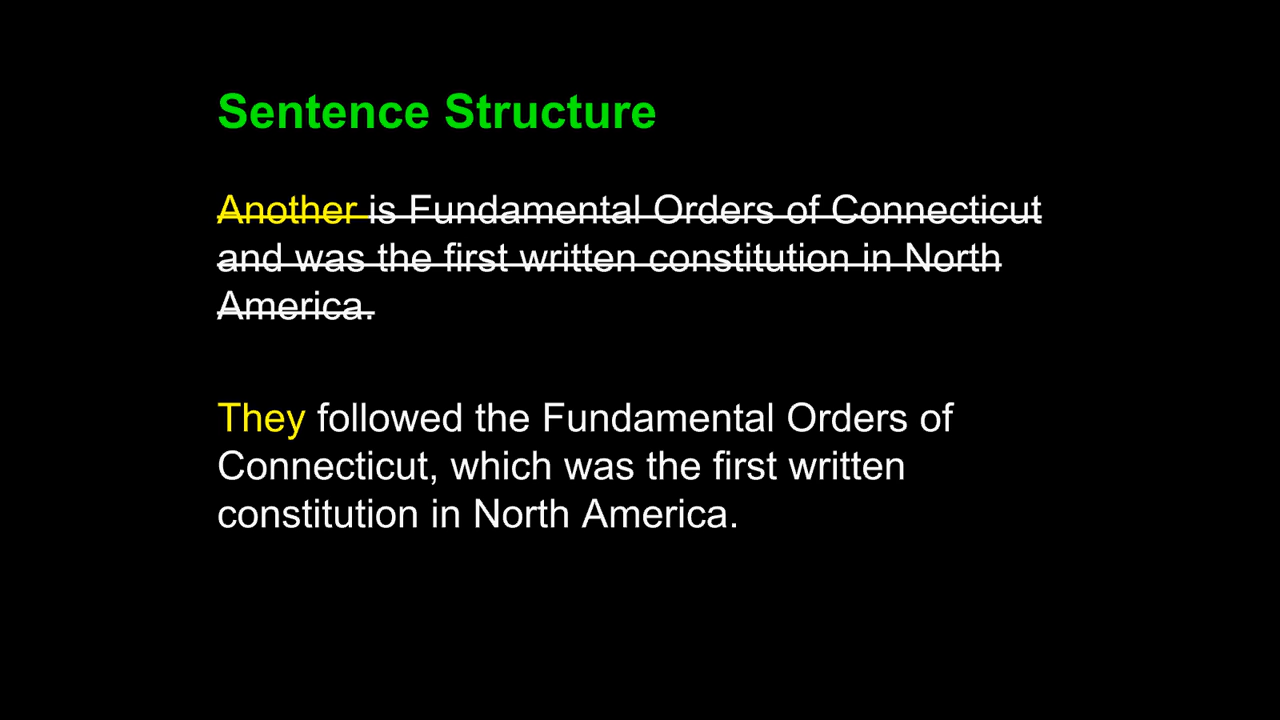 Sentence Structure
Another is Fundamental Orders of Connecticut
and was the first written constitution in North
America.
They followed the Fundamental Orders of
Connecticut, which was the first written
constitution in North America.